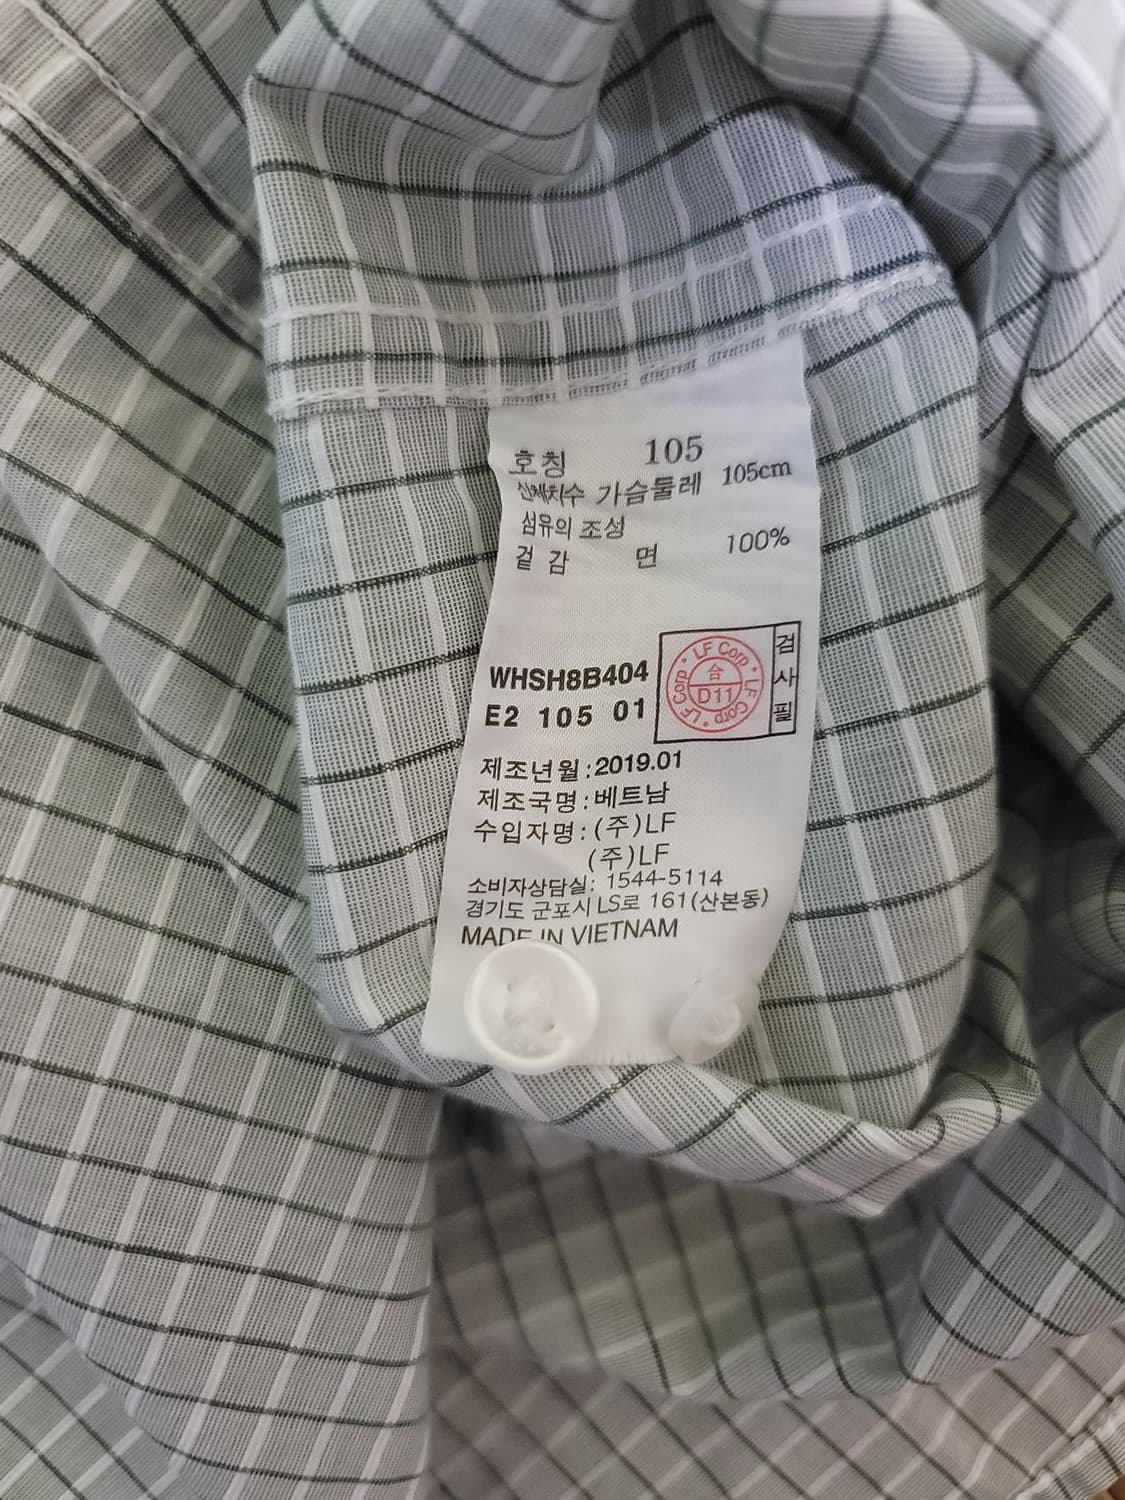 호칭 105
신체치수 가슴둘레 105cm
섬유의 조성
겉 감 면 100%
WHSH8B404
E2 105 01
LF Corp · LF Corp · LF Corp ·
合
D11
검
사
필
제조년월:2019.01
제조국명:베트남
수입자명:(주)LF
(주)LF
소비자상담실: 1544-5114
경기도 군포시 LS로 161(산본동)
MADE IN VIETNAM